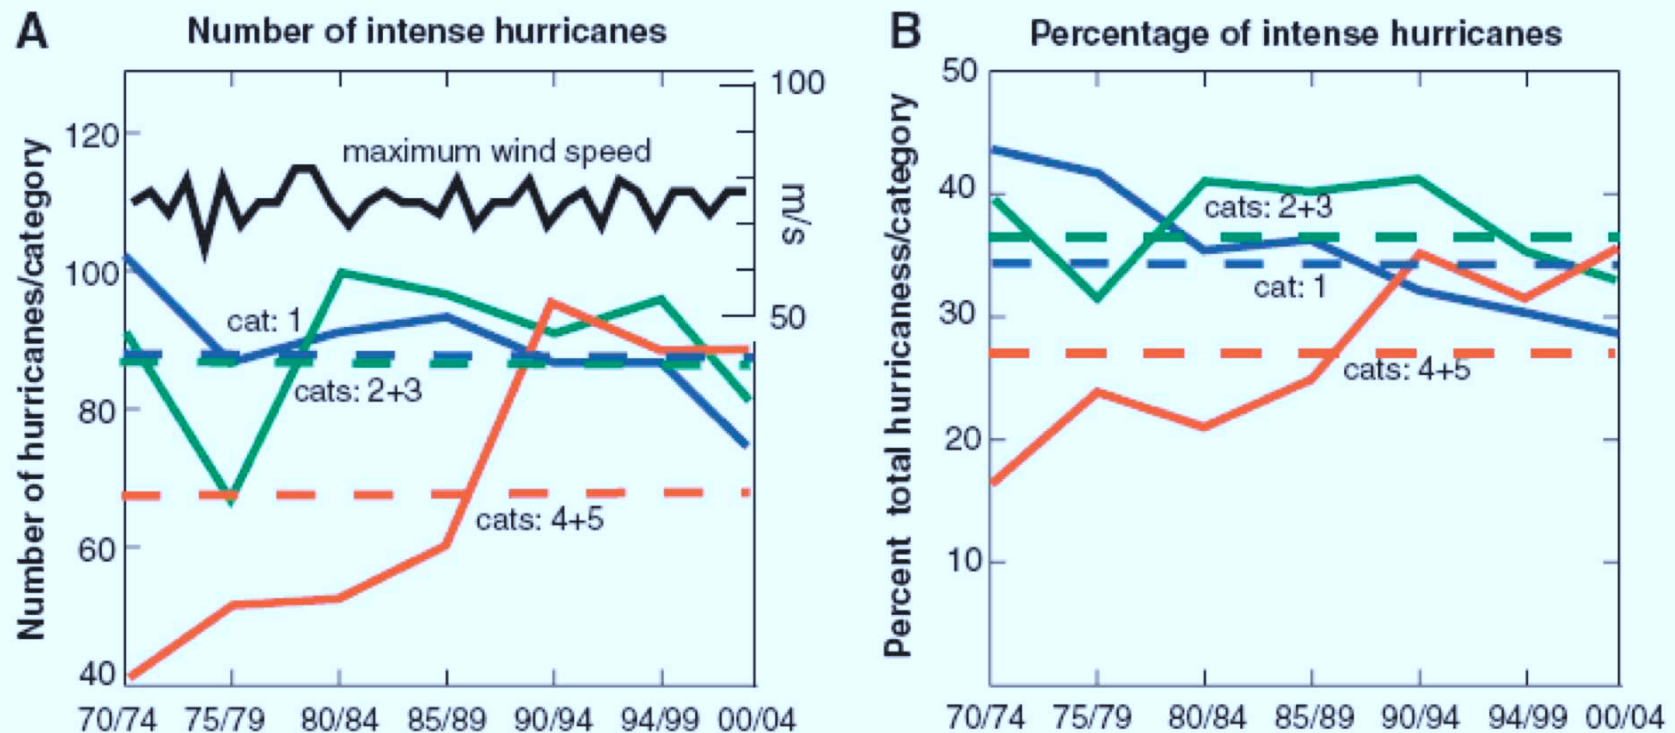 A
Number of intense hurricanes
Number of hurricanes/category
120
100
80
60
40
maximum wind speed
cat: 1
cats: 2+3
cats: 4+5
100
50
m/s
70/74 75/79 80/84 85/89 90/94 94/99 00/04
B
Percentage of intense hurricanes
Percent total hurricaness/category
50
40
30
20
10
cats: 2+3
cat: 1
cats: 4+5
70/74 75/79 80/84 85/89 90/94 94/99 00/04